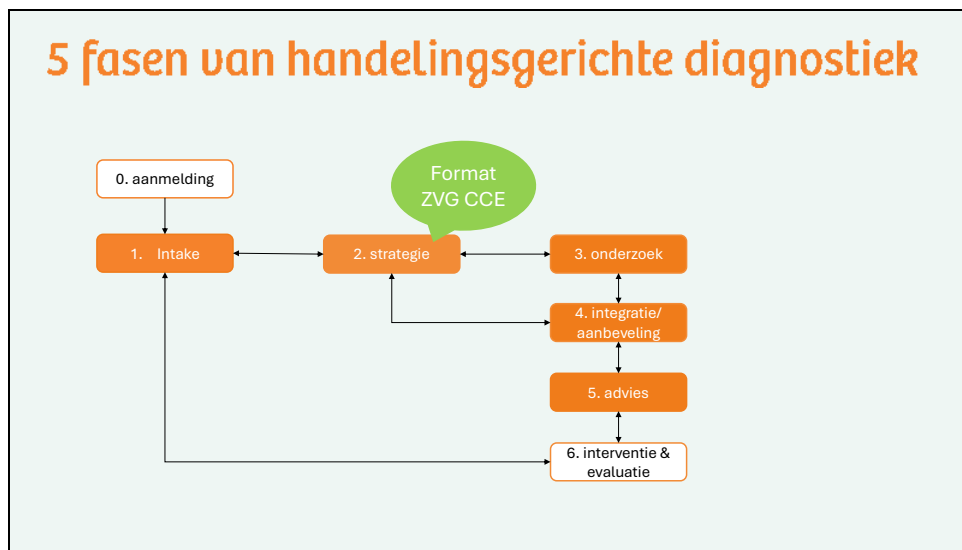 5 fasen van handelingsgerichte diagnostiek
0. aanmelding
Format
ZVG CCE
1. Intake
2. strategie
3. onderzoek
4. integratie/
aanbeveling
5. advies
6. interventie &
evaluatie